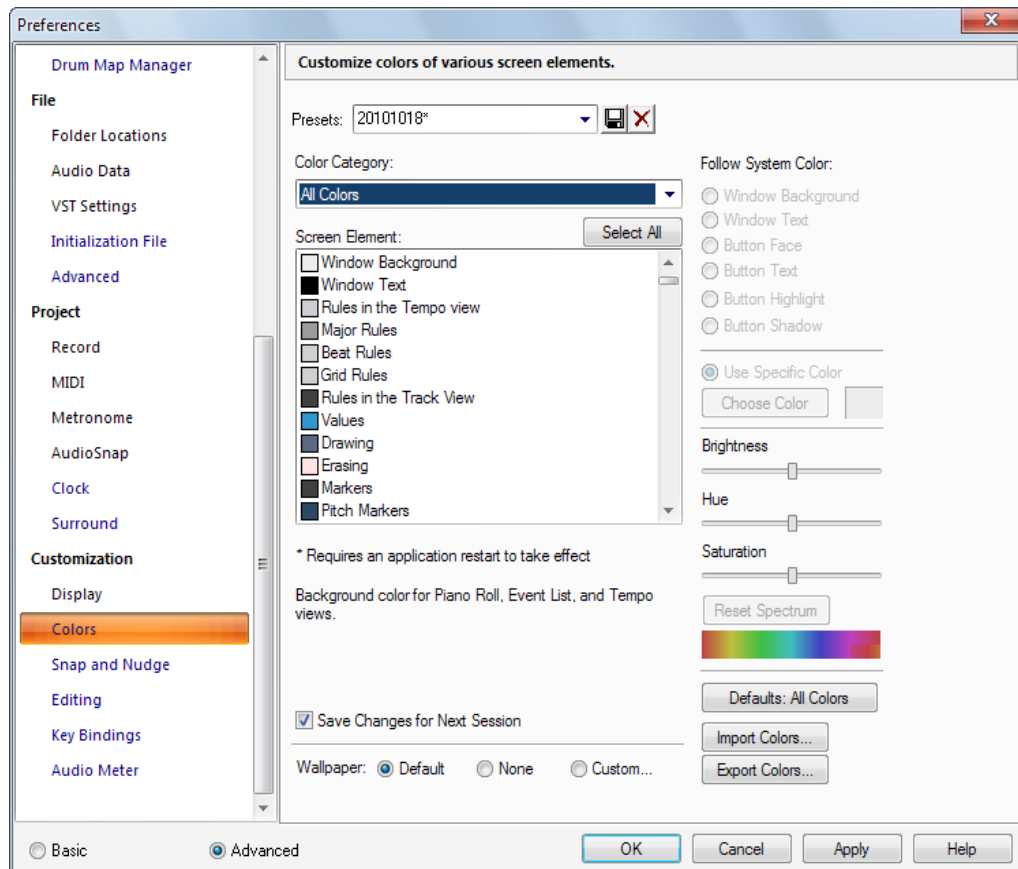 Preferences
Drum Map Manager
File
Folder Locations
Audio Data
VST Settings
Initialization File
Advanced
Project
Record
MIDI
Metronome
AudioSnap
Clock
Surround
Customization
Display
Colors
Snap and Nudge
Editing
Key Bindings
Audio Meter
Basic
Advanced
Customize colors of various screen elements.
Presets: 20101018*
Color Category:
All Colors
Screen Element:
Select All
Window Background
Window Text
Rules in the Tempo view
Major Rules
Beat Rules
Grid Rules
Rules in the Track View
Values
Drawing
Erasing
Markers
Pitch Markers
* Requires an application restart to take effect
Background color for Piano Roll, Event List, and Tempo
views.
Save Changes for Next Session
Wallpaper: Default None Custom...
Follow System Color:
Window Background
Window Text
Button Face
Button Text
Button Highlight
Button Shadow
Use Specific Color
Choose Color
Brightness
Hue
Saturation
Reset Spectrum
Defaults: All Colors
Import Colors...
Export Colors...
OK Cancel Apply Help